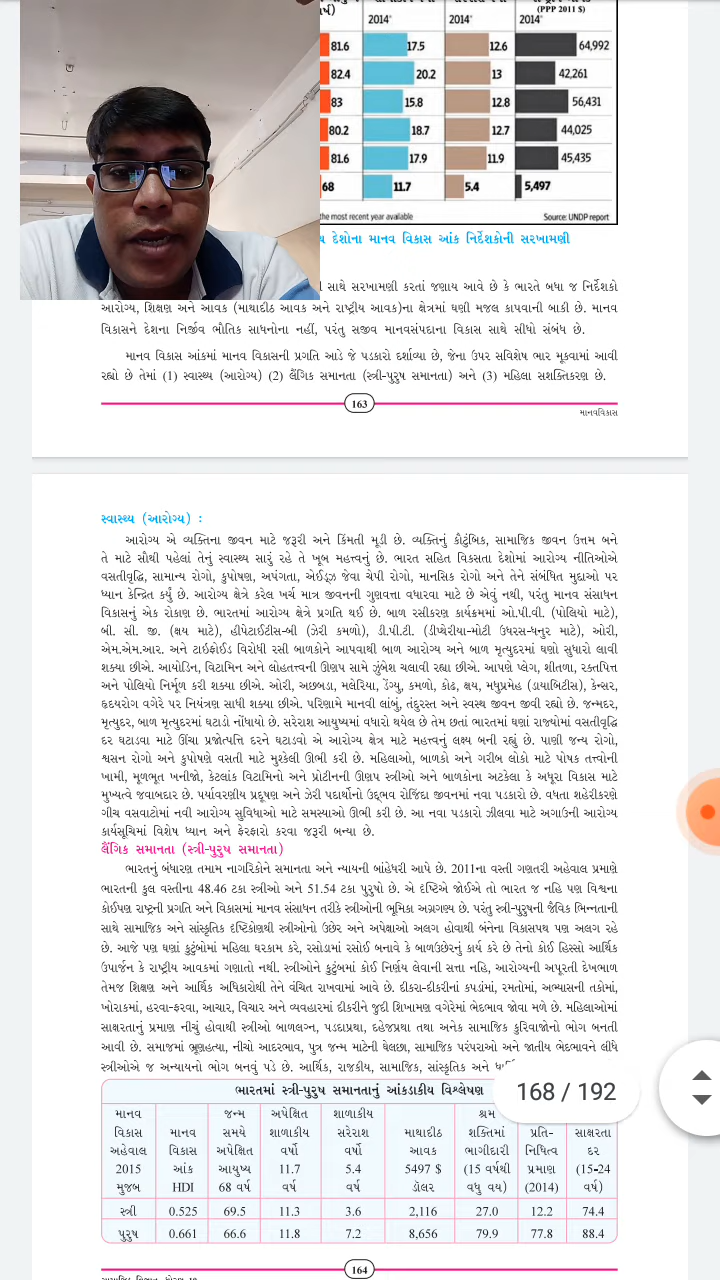 (PPP 2011 $)
2014* 2014* 2014*
81.6 17.5 12.6 64,992
82.4 20.2 13 42,261
83 15.8 12.8 56,431
80.2 18.7 12.7 44,025
81.6 17.9 11.9 45,435
68 11.7 5.4 5,497
the most recent year available Source: UNDP report
દેશોના માનવ વિકાસ આંક નિર્દેશકોની સરખામણી
સાથે સરખામણી કરતાં જણાય આવે છે કે ભારતે બધા જ નિર્દેશકો
આરોગ્ય, શિક્ષણ અને આવક (માથાદીઠ આવક અને રાષ્ટ્રીય આવક)ના ક્ષેત્રમાં ઘણી મજલ કાપવાની બાકી છે. માનવ
વિકાસને દેશના નિર્જીવ ભૌતિક સાધનોના નહીં, પરંતુ સજીવ માનવસંપદાના વિકાસ સાથે સીધો સંબંધ છે.
માનવ વિકાસ આંકમાં માનવ વિકાસની પ્રગતિ આડે જે પડકારો દર્શાવ્યા છે, જેના ઉપર સવિશેષ ભાર મૂકવામાં આવી
રહ્યો છે તેમાં (1) સ્વાસ્થ્ય (આરોગ્ય) (2) લૈંગિક સમાનતા (સ્ત્રી-પુરુષ સમાનતા) અને (3) મહિલા સશક્તિકરણ છે.
163
માનવવિકાસ
સ્વાસ્થ્ય (આરોગ્ય) :
આરોગ્ય એ વ્યક્તિના જીવન માટે જરૂરી અને કિંમતી મૂડી છે. વ્યક્તિનું કૌટુંબિક, સામાજિક જીવન ઉત્તમ બને
તે માટે સૌથી પહેલાં તેનું સ્વાસ્થ્ય સારું રહે તે ખૂબ મહત્ત્વનું છે. ભારત સહિત વિકસતા દેશોમાં આરોગ્ય નીતિઓએ
વસતીવૃદ્ધિ, સામાન્ય રોગો, કુપોષણ, અપંગતા, એઈડ્ઝ જેવા ચેપી રોગો, માનસિક રોગો અને તેને સંબંધિત મુદ્દાઓ પર
ધ્યાન કેન્દ્રિત કર્યું છે. આરોગ્ય ક્ષેત્રે કરેલ ખર્ચ માત્ર જીવનની ગુણવત્તા વધારવા માટે છે એવું નથી, પરંતુ માનવ સંસાધન
વિકાસનું એક રોકાણ છે. ભારતમાં આરોગ્ય ક્ષેત્રે પ્રગતિ થઈ છે. બાળ રસીકરણ કાર્યક્રમમાં ઓ.પી.વી. (પોલિયો માટે),
બી. સી. જી. (ક્ષય માટે), હીપેટાઈટીસ-બી (ઝેરી કમળો), ડી.પી.ટી. (ડીપ્થેરીયા-મોટી ઉધરસ-ધનુર માટે), ઓરી,
એમ.એમ.આર. અને ટાઈફોઈડ વિરોધી રસી બાળકોને આપવાથી બાળ આરોગ્ય અને બાળ મૃત્યુદરમાં ઘણો સુધારો લાવી
શક્યા છીએ. આયોડિન, વિટામિન અને લોહતત્ત્વની ઊણપ સામે ઝુંબેશ ચલાવી રહ્યા છીએ. આપણે પ્લેગ, શીતળા, રક્તપિત્ત
અને પોલિયો નિર્મૂળ કરી શક્યા છીએ. ઓરી, અછબડા, મલેરિયા, ડેંગ્યુ, કમળો, કોઢ, ક્ષય, મધુપ્રમેહ (ડાયાબિટીસ), કેન્સર,
હૃદયરોગ વગેરે પર નિયંત્રણ સાધી શક્યા છીએ. પરિણામે માનવી લાંબું, તંદુરસ્ત અને સ્વસ્થ જીવન જીવી રહ્યો છે. જન્મદર,
મૃત્યુદર, બાળ મૃત્યુદરમાં ઘટાડો નોંધાયો છે. સરેરાશ આયુષ્યમાં વધારો થયેલ છે તેમ છતાં ભારતમાં ઘણાં રાજ્યોમાં વસતીવૃદ્ધિ
દર ઘટાડવા માટે ઊંચા પ્રજોત્પત્તિ દરને ઘટાડવો એ આરોગ્ય ક્ષેત્ર માટે મહત્ત્વનું લક્ષ્ય બની રહ્યું છે. પાણી જન્ય રોગો,
શ્વસન રોગો અને કુપોષણે વસતી માટે મુશ્કેલી ઊભી કરી છે. મહિલાઓ, બાળકો અને ગરીબ લોકો માટે પોષક તત્ત્વોની
ખામી, મૂળભૂત ખનીજો, કેટલાંક વિટામિનો અને પ્રોટીનની ઊણપ સ્ત્રીઓ અને બાળકોના અટકેલા કે અધૂરા વિકાસ માટે
મુખ્યત્વે જવાબદાર છે. પર્યાવરણીય પ્રદૂષણ અને ઝેરી પદાર્થોનો ઉદ્ભવ રોજિંદા જીવનમાં નવા પડકારો છે. વધતા શહેરીકરણે
ગીચ વસવાટોમાં નવી આરોગ્ય સુવિધાઓ માટે સમસ્યાઓ ઊભી કરી છે. આ નવા પડકારો ઝીલવા માટે અગાઉની આરોગ્ય
કાર્યસૂચિમાં વિશેષ ધ્યાન અને ફેરફારો કરવા જરૂરી બન્યા છે.
લૈંગિક સમાનતા (સ્ત્રી-પુરુષ સમાનતા)
ભારતનું બંધારણ તમામ નાગરિકોને સમાનતા અને ન્યાયની બાંહેધરી આપે છે. 2011ના વસ્તી ગણતરી અહેવાલ પ્રમાણે
ભારતની કુલ વસ્તીના 48.46 ટકા સ્ત્રીઓ અને 51.54 ટકા પુરુષો છે. એ દૃષ્ટિએ જોઈએ તો ભારત જ નહિ પણ વિશ્વના
કોઈપણ રાષ્ટ્રની પ્રગતિ અને વિકાસમાં માનવ સંસાધન તરીકે સ્ત્રીઓની ભૂમિકા અગ્રગણ્ય છે. પરંતુ સ્ત્રી-પુરુષની જૈવિક ભિન્નતાની
સાથે સામાજિક અને સાંસ્કૃતિક દૃષ્ટિકોણથી સ્ત્રીઓનો ઉછેર અને અપેક્ષાઓ અલગ હોવાથી બંનેના વિકાસપથ પણ અલગ રહે
છે. આજે પણ ઘણાં કુટુંબોમાં મહિલા ઘરકામ કરે, રસોડામાં રસોઈ બનાવે કે બાળઉછેરનું કાર્ય કરે છે તેનો કોઈ હિસ્સો આર્થિક
ઉપાર્જન કે રાષ્ટ્રીય આવકમાં ગણાતો નથી. સ્ત્રીઓને કુટુંબમાં કોઈ નિર્ણય લેવાની સત્તા નહિ, આરોગ્યની અપૂરતી દેખભાળ
તેમજ શિક્ષણ અને આર્થિક અધિકારોથી તેને વંચિત રાખવામાં આવે છે. દીકરા-દીકરીનાં કપડાંમાં, રમતોમાં, અભ્યાસની તકોમાં,
ખોરાકમાં, હરવા-ફરવા, આચાર, વિચાર અને વ્યવહારમાં દીકરીને જુદી શિખામણ વગેરેમાં ભેદભાવ જોવા મળે છે. મહિલાઓમાં
સાક્ષરતાનું પ્રમાણ નીચું હોવાથી સ્ત્રીઓ બાળલગ્ન, પડદાપ્રથા, દહેજપ્રથા તથા અનેક સામાજિક કુરિવાજોનો ભોગ બનતી
આવી છે. સમાજમાં ભ્રૂણહત્યા, નીચો આદરભાવ, પુત્ર જન્મ માટેની ઘેલછા, સામાજિક પરંપરાઓ અને જાતીય ભેદભાવને લીધે
સ્ત્રીઓએ જ અન્યાયનો ભોગ બનવું પડે છે. આર્થિક, રાજકીય, સામાજિક, સાંસ્કૃતિક અને
ભારતમાં સ્ત્રી-પુરુષ સમાનતાનું આંકડાકીય વિશ્લેષણ
168 / 192
માનવ જન્મ અપેક્ષિત શાળાકીય શ્રમ
વિકાસ માનવ સમયે શાળાકીય સરેરાશ માથાદીઠ શક્તિમાં પ્રતિ- સાક્ષરતા
અહેવાલ વિકાસ અપેક્ષિત વર્ષો વર્ષો આવક ભાગીદારી નિધિત્વ દર
2015 આંક આયુષ્ય 11.7 5.4 5497 $ (15 વર્ષથી પ્રમાણ (15-24
મુજબ HDI 68 વર્ષ વર્ષ વર્ષ ડૉલર વધુ વય) (2014) વર્ષ)
સ્ત્રી 0.525 69.5 11.3 3.6 2,116 27.0 12.2 74.4
પુરુષ 0.661 66.6 11.8 7.2 8,656 79.9 77.8 88.4
164